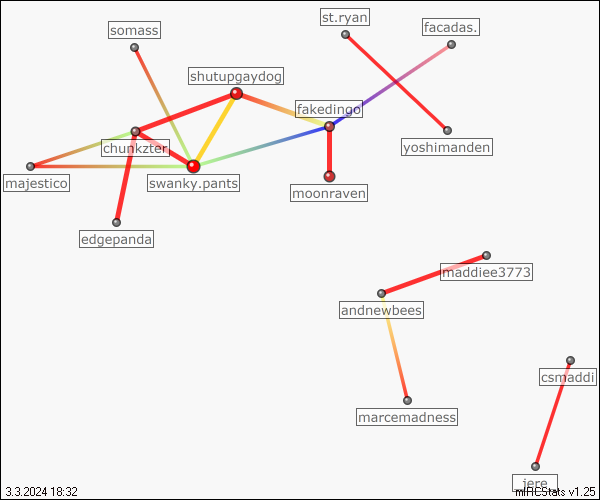 st.ryan
somass
facadas.
shutupgaydog
fakedingo
chunkzter
yoshimanden
majestico
swanky.pants
moonraven
edgepanda
maddiee3773
andnewbees
csmaddi
marcemadness
jere_
3.3.2024 18:32
mIRCStats v1.25